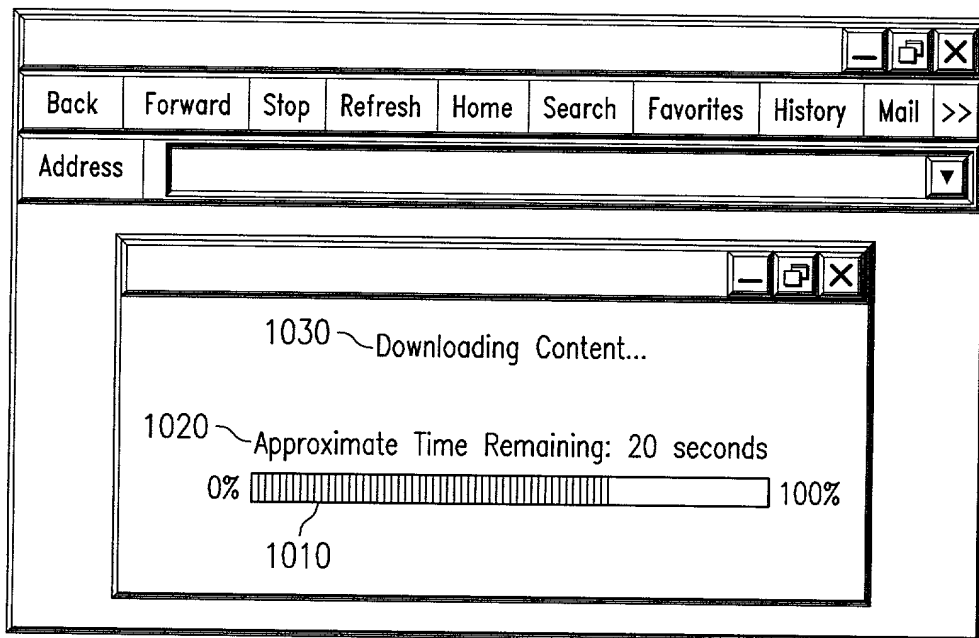 Back Forward Stop Refresh Home Search Favorites History Mail >>
Address
1030 Downloading Content...
1020 Approximate Time Remaining: 20 seconds
0% 100%
1010